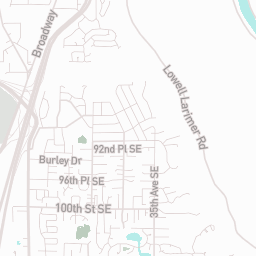 Broadway
Lowell Larimer Rd
92nd Pl SE
Burley Dr
96th Pl SE
35th Ave SE
100th St SE